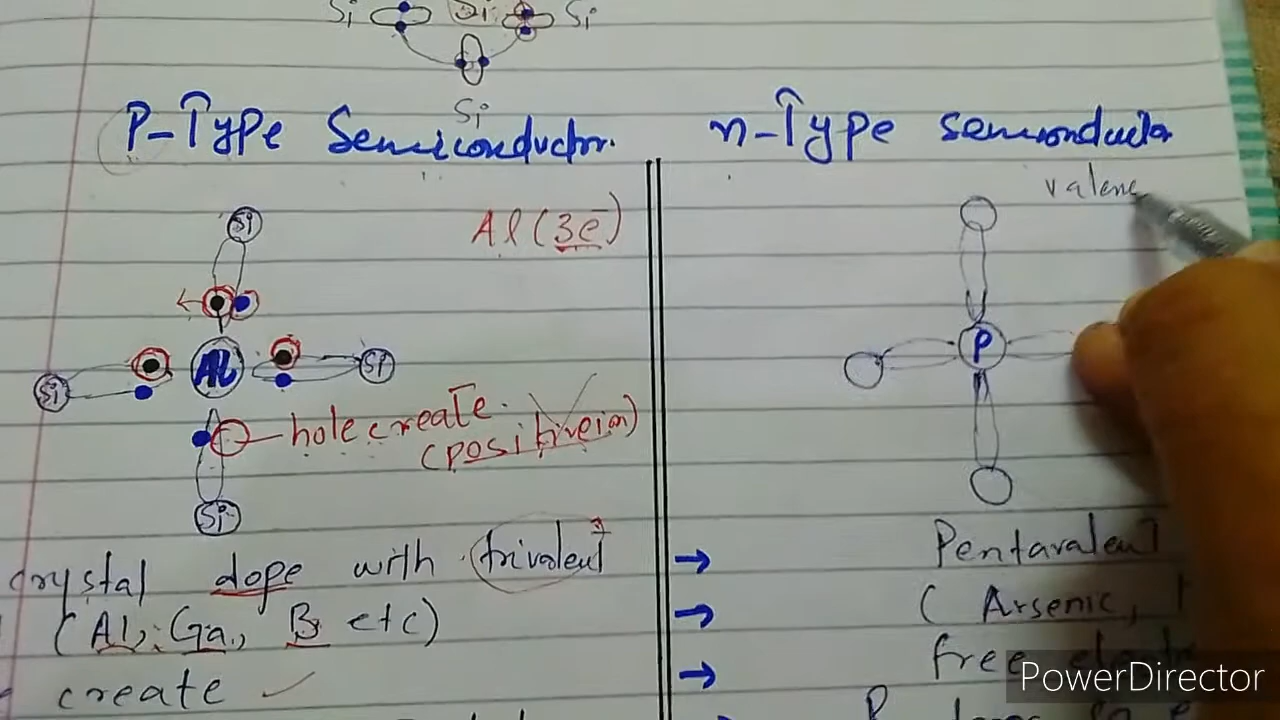 Si Si Si
Si
P-Type Semiconductor. n-Type semiconductor
valenc
Si
Al(3e)
Si Al Si P
hole create.
(positive ion)
Si
Pentavalent
crystal dope with trivalent
(Al, Ga, B etc) ( Arsenic,
free electr
create
PowerDirector